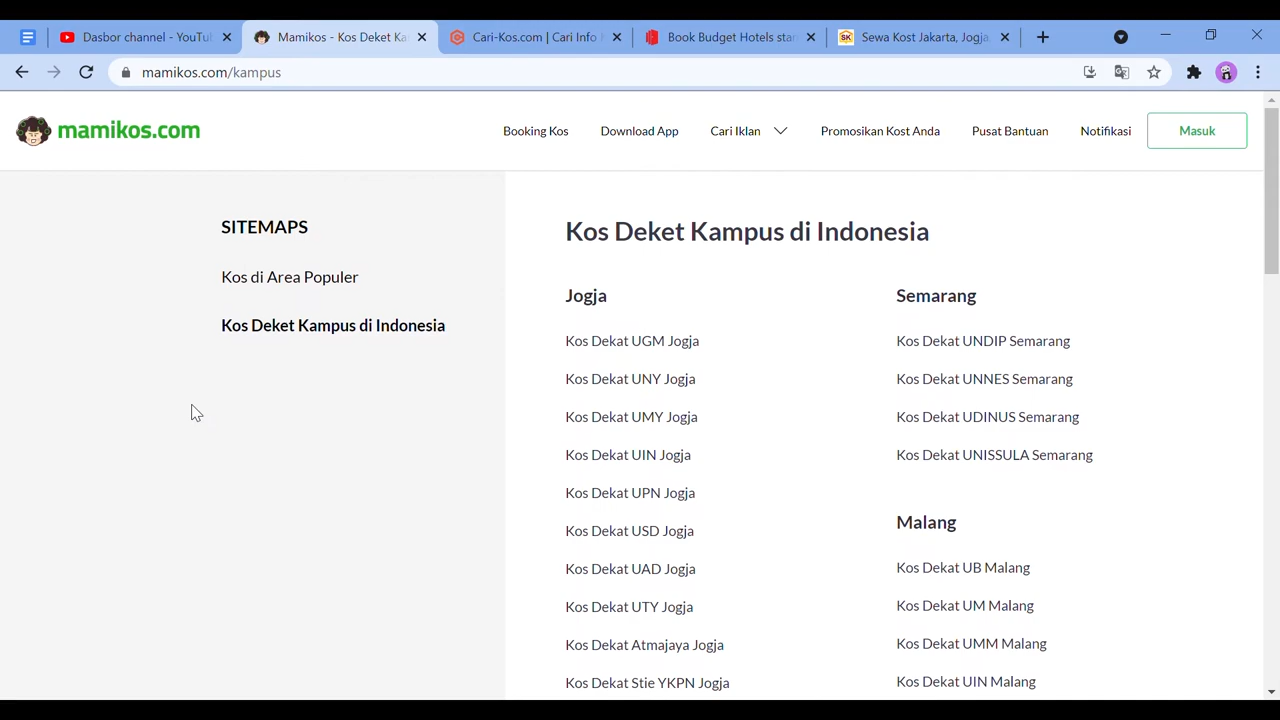 Dasbor channel - YouTu
Mamikos - Kos Deket Ka
Cari-Kos.com | Cari Info
Book Budget Hotels star
Sewa Kost Jakarta, Jogja,
mamikos.com/kampus
mamikos.com
Booking Kos
Download App
Cari Iklan
Promosikan Kost Anda
Pusat Bantuan
Notifikasi
Masuk
SITEMAPS
Kos di Area Populer
Kos Deket Kampus di Indonesia
Kos Deket Kampus di Indonesia
Jogja
Kos Dekat UGM Jogja
Kos Dekat UNY Jogja
Kos Dekat UMY Jogja
Kos Dekat UIN Jogja
Kos Dekat UPN Jogja
Kos Dekat USD Jogja
Kos Dekat UAD Jogja
Kos Dekat UTY Jogja
Kos Dekat Atmajaya Jogja
Kos Dekat Stie YKPN Jogja
Semarang
Kos Dekat UNDIP Semarang
Kos Dekat UNNES Semarang
Kos Dekat UDINUS Semarang
Kos Dekat UNISSULA Semarang
Malang
Kos Dekat UB Malang
Kos Dekat UM Malang
Kos Dekat UMM Malang
Kos Dekat UIN Malang